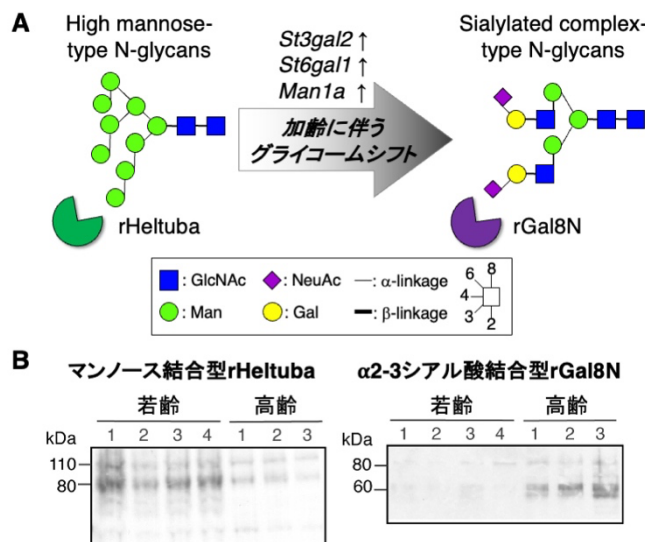 A
High mannose-
type N-glycans
St3gal2 ↑
St6gal1 ↑
Man1a ↑
加齢に伴う
グライコームシフト
Sialylated complex-
type N-glycans
rHeltuba
rGal8N
: GlcNAc
: NeuAc
: α-linkage
: Man
: Gal
: β-linkage
6 8
4
3
2
B
マンノース結合型rHeltuba
α2-3シアル酸結合型rGal8N
若齢 高齢
若齢 高齢
kDa 1 2 3 4 1 2 3
110
80
kDa 1 2 3 4 1 2 3
80
60